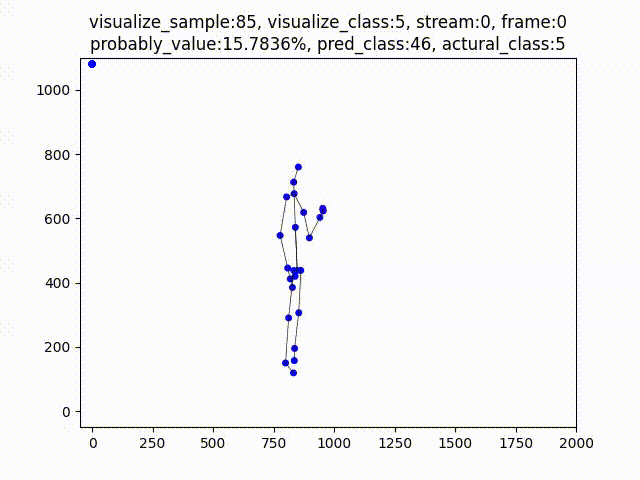 visualize_sample:85, visualize_class:5, stream:0, frame:0
probably_value:15.7836%, pred_class:46, actural_class:5
1000
800
600
400
200
0
0 250 500 750 1000 1250 1500 1750 2000